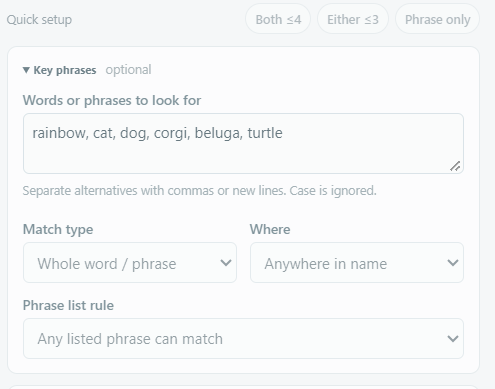 Quick setup
Both ≤4
Either ≤3
Phrase only
▼ Key phrases optional
Words or phrases to look for
rainbow, cat, dog, corgi, beluga, turtle
Separate alternatives with commas or new lines. Case is ignored.
Match type
Where
Whole word / phrase
Anywhere in name
Phrase list rule
Any listed phrase can match